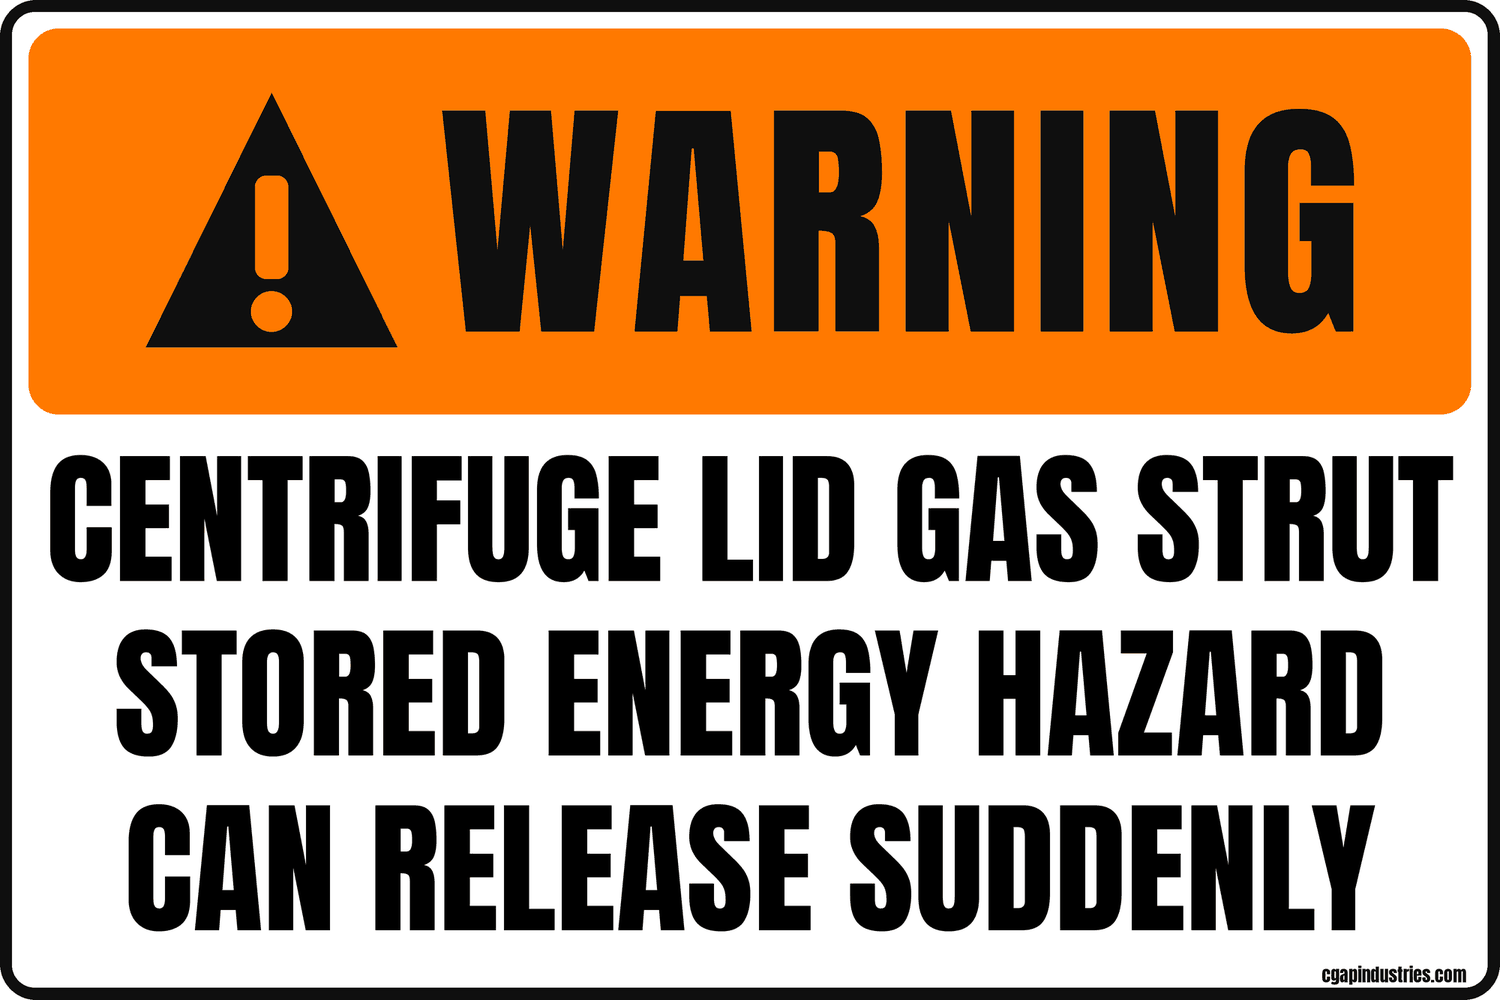 WARNING
CENTRIFUGE LID GAS STRUT
STORED ENERGY HAZARD
CAN RELEASE SUDDENLY
cgapindustries.com